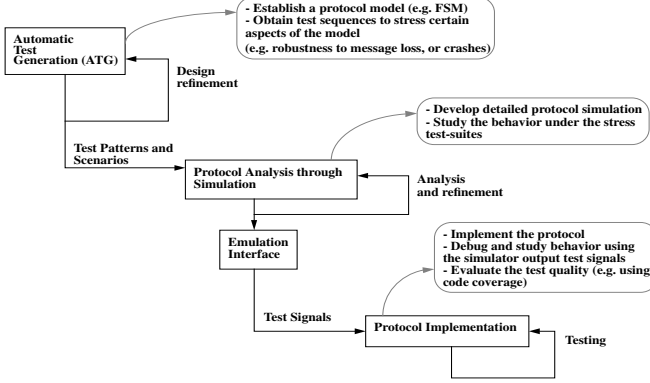 - Establish a protocol model (e.g. FSM)
- Obtain test sequences to stress certain
aspects of the model
(e.g. robustness to message loss, or crashes)
Automatic
Test
Generation (ATG)
Design
refinement
- Develop detailed protocol simulation
- Study the behavior under the stress
test-suites
Test Patterns and
Scenarios
Protocol Analysis through
Simulation
Analysis
and refinement
Emulation
Interface
- Implement the protocol
- Debug and study behavior using
the simulator output test signals
- Evaluate the test quality (e.g. using
code coverage)
Test Signals
Protocol Implementation
Testing